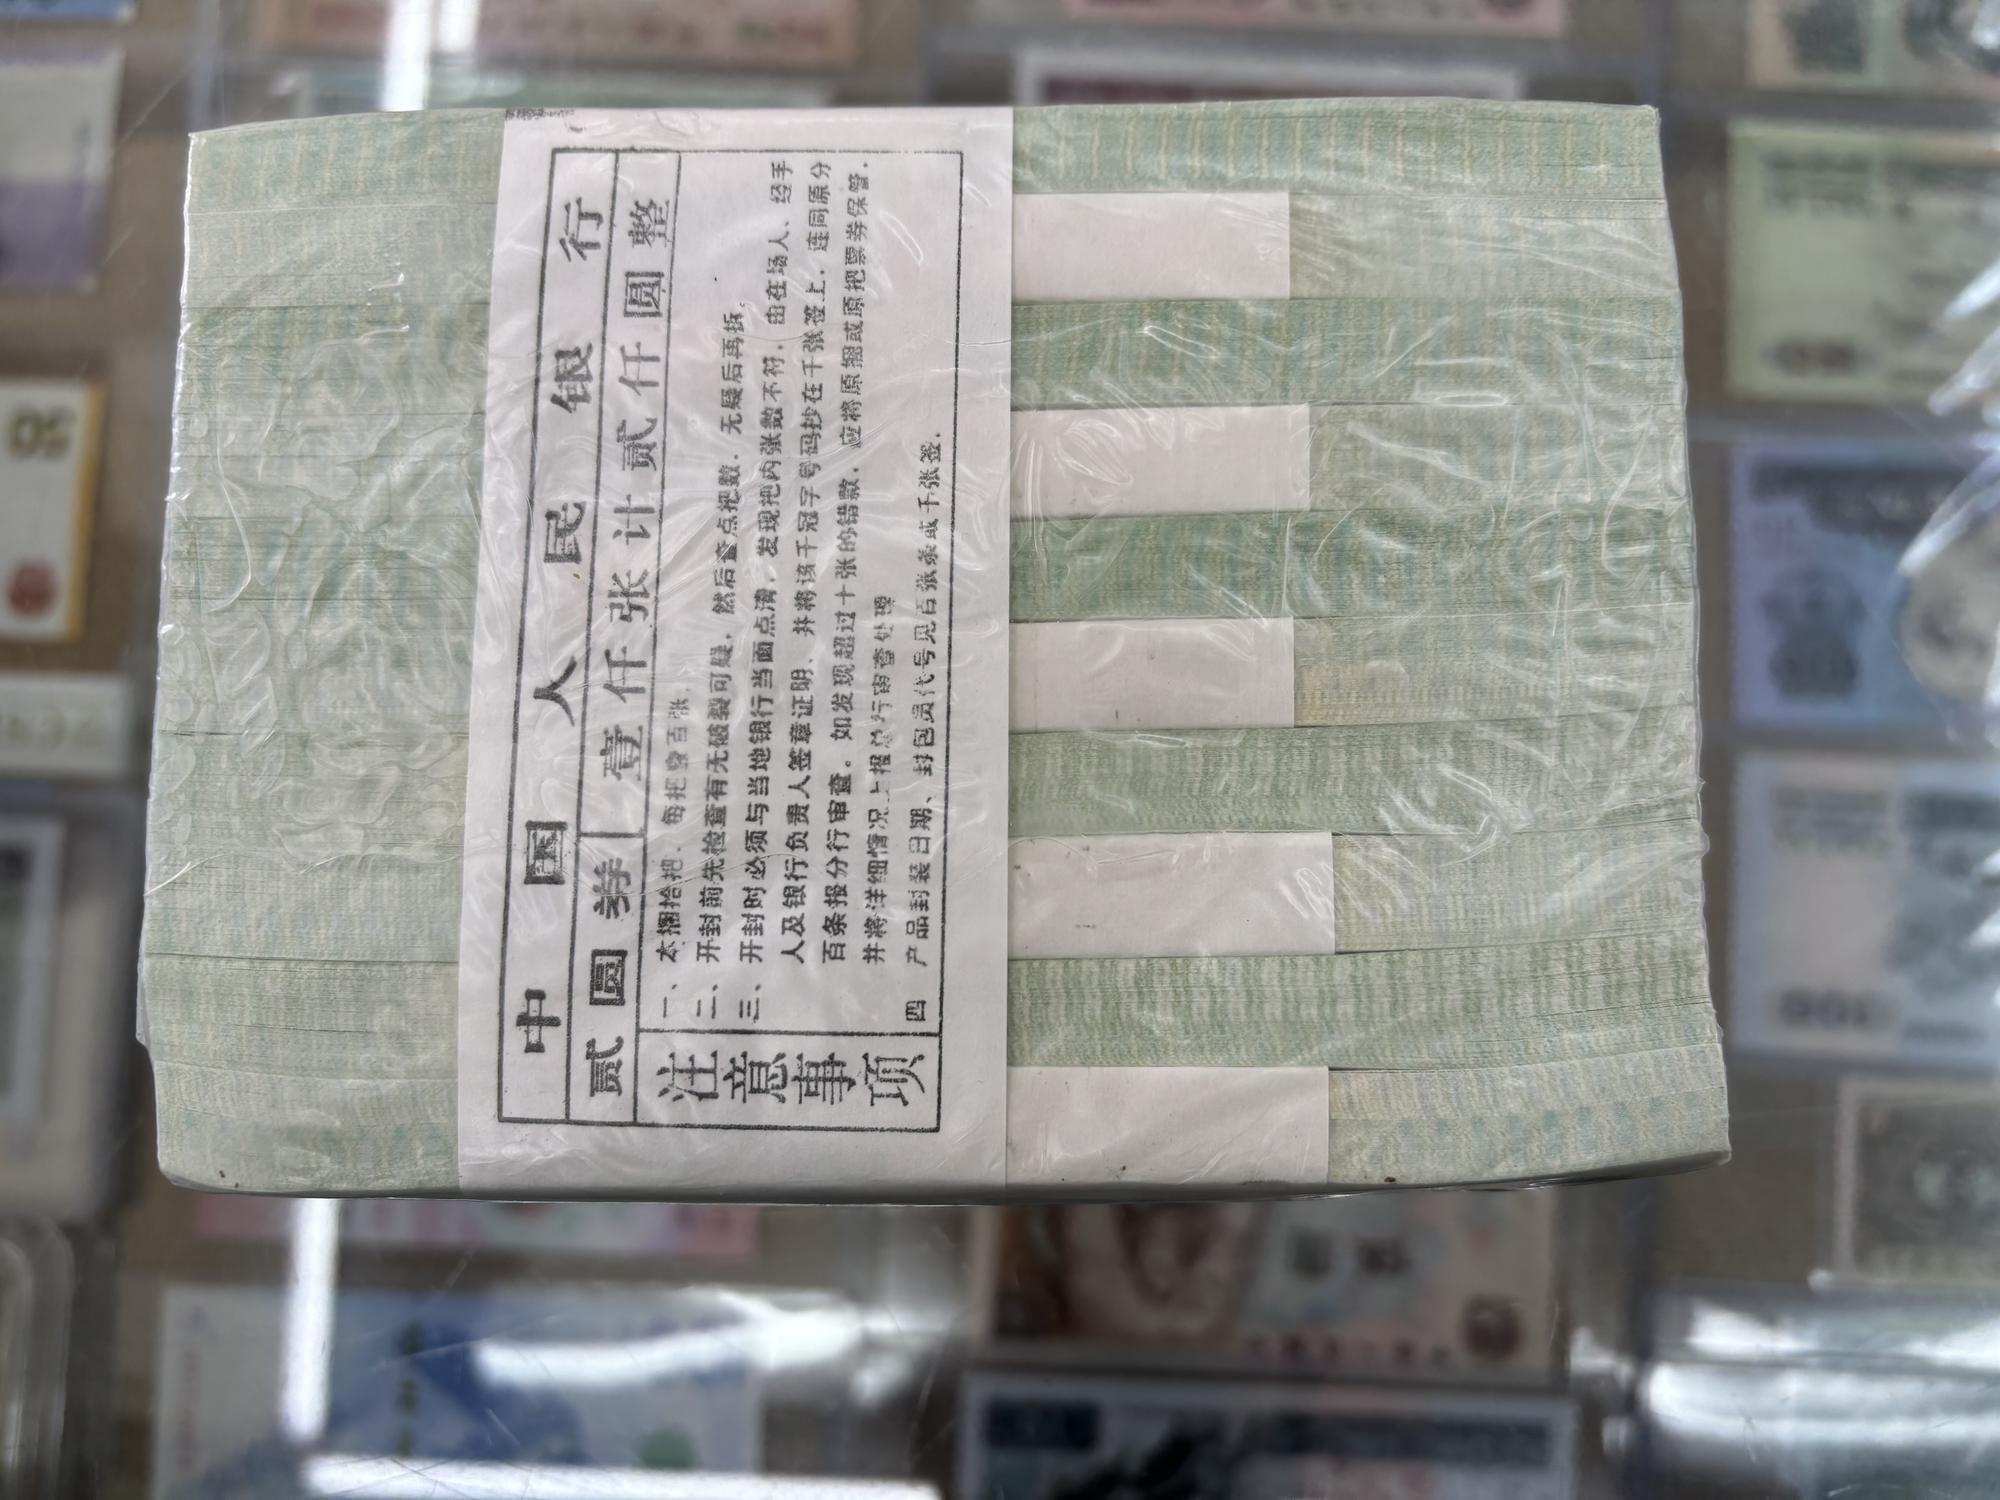 中国人民银行
贰圆券 壹仟张计贰仟圆整
注意事项
一、本捆拾把，每把壹百张。
二、开封前先检查有无破裂可疑，然后查点把数，无疑后再拆。
三、开封时必须与当地银行当面点清，发现把内张数不符，由在场人、经手
人及银行负责人签章证明、并将该千冠字号码抄在千张签上，连同原分
百条报分行审查。如发现超过十张的错款，应将原捆或原把票券保管，
并将详细情况上报总行审查处理
四 产品封装日期、封包员代号见百张条或千张签。
50